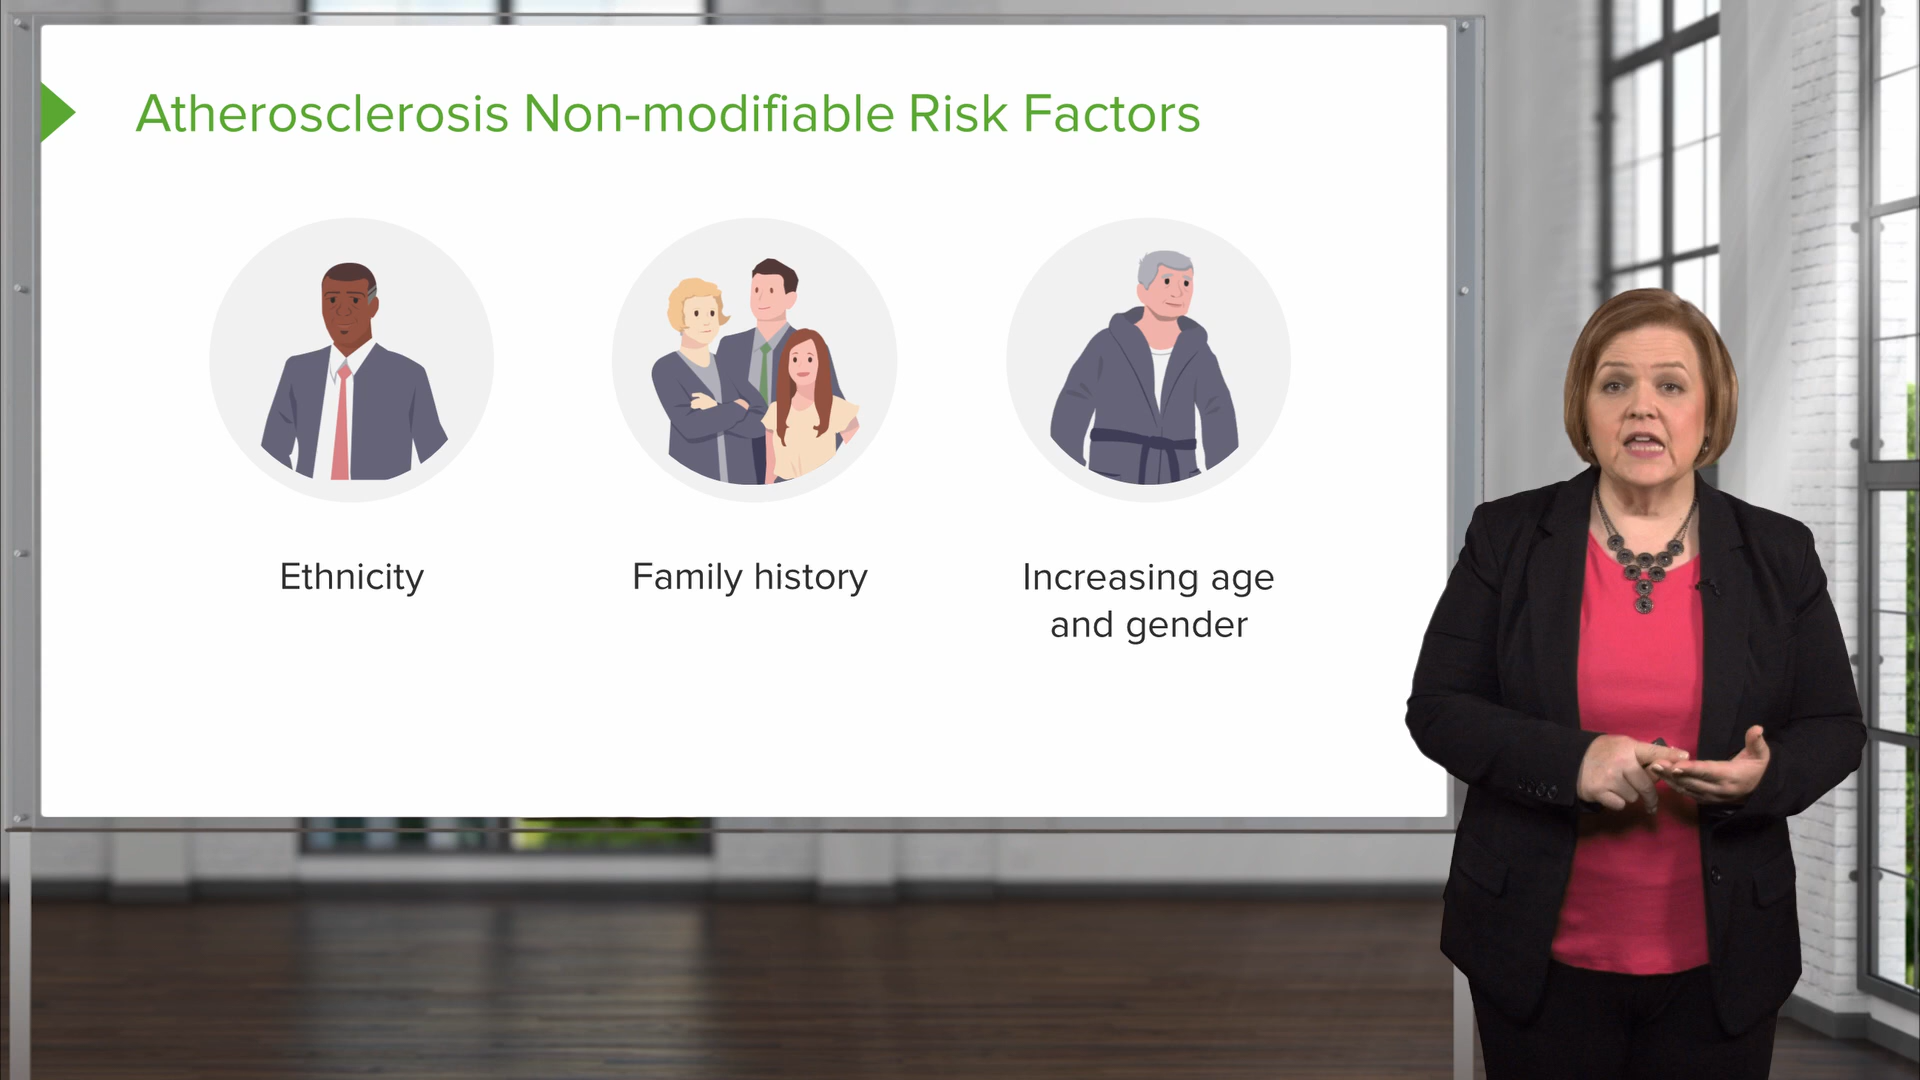 Atherosclerosis Non-modifiable Risk Factors
Ethnicity
Family history
Increasing age
and gender